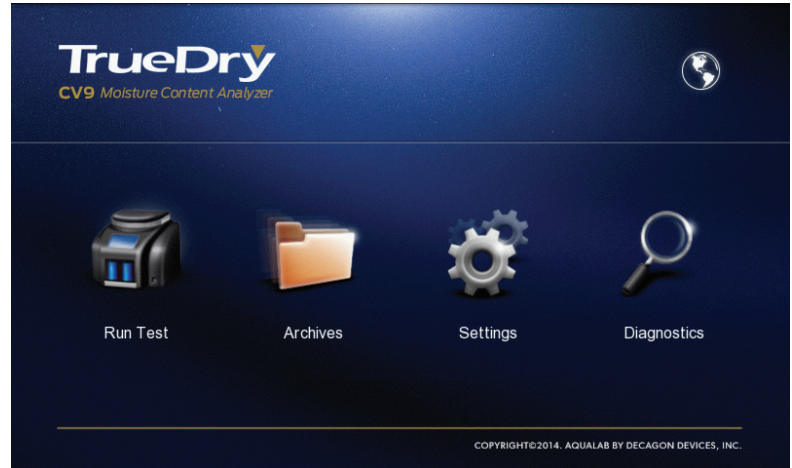 TrueDry
CV9 Moisture Content Analyzer
Run Test
Archives
Settings
Diagnostics
COPYRIGHT©2014. AQUALAB BY DECAGON DEVICES, INC.